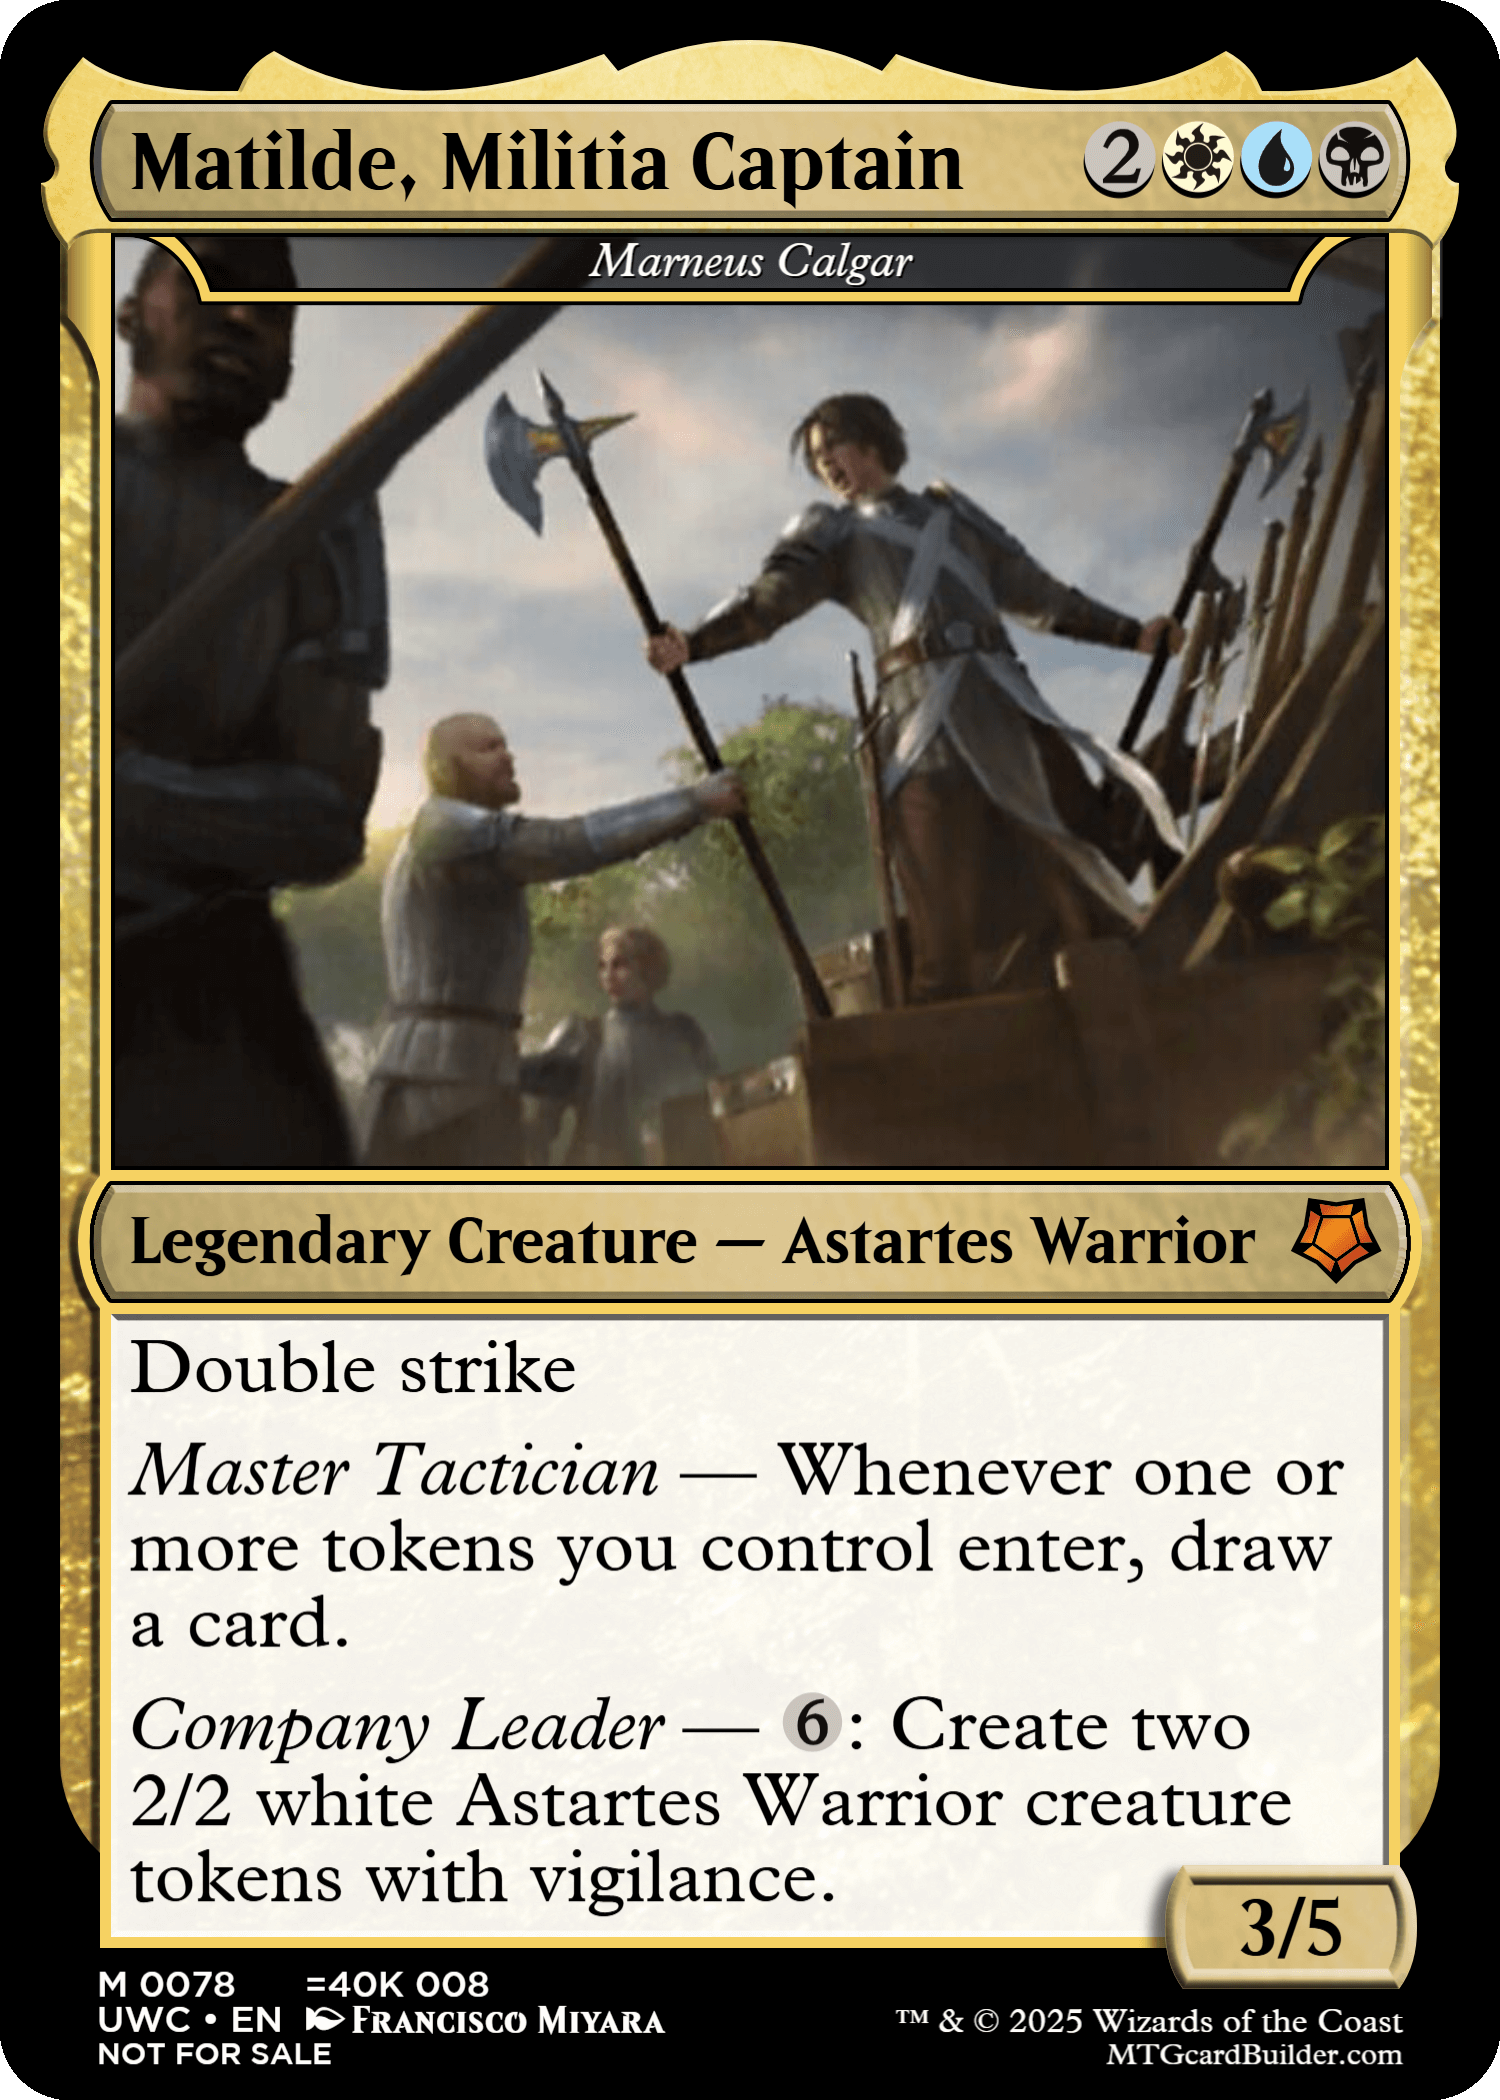 Matilde, Militia Captain 2
Marneus Calgar
Legendary Creature — Astartes Warrior
Double strike
Master Tactician — Whenever one or
more tokens you control enter, draw
a card.
Company Leader — 6: Create two
2/2 white Astartes Warrior creature
tokens with vigilance.
3/5
M 0078 =40K 008
UWC • EN Francisco Miyara
NOT FOR SALE
™ & © 2025 Wizards of the Coast
MTGcardBuilder.com